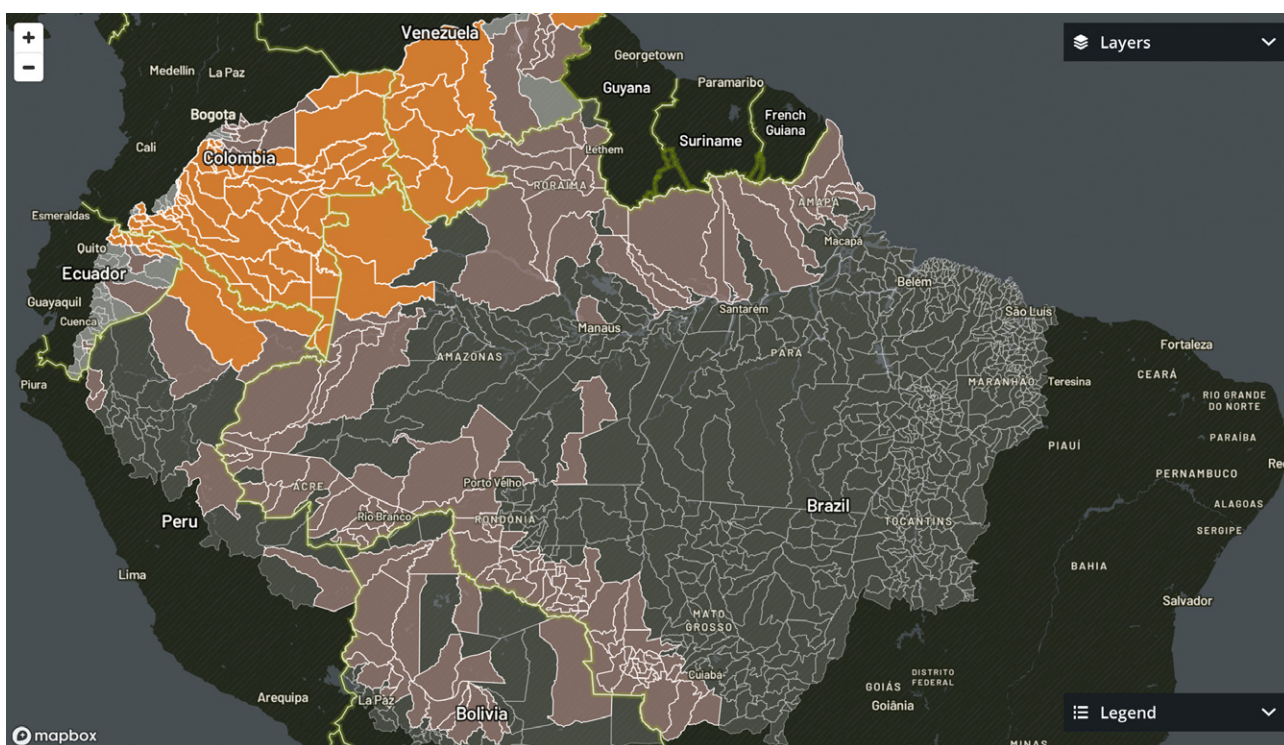 +
−
Layers
Venezuela
Georgetown
Medellin
La Paz
Paramaribo
Guyana
French
Guiana
Bogota
Suriname
Cali
Colombia
Lethem
RORAIMA
AMAPÁ
Esmeraldas
Quito
Macapá
Ecuador
Belém
Guayaquil
São Luís
Cuenca
Manaus
Santarém
Fortaleza
AMAZONAS
PARÁ
CEARÁ
Piura
MARANHÃO
Teresina
RIO GRANDE
DO NORTE
PARAÍBA
PIAUÍ
Re
PERNAMBUCO
ACRE
Porto Velho
ALAGOAS
Peru
Rio Branco
RONDÔNIA
Brazil
TOCANTINS
SERGIPE
Lima
BAHIA
Salvador
MATO
GROSSO
Cuiabá
DISTRITO
FEDERAL
Arequipa
La Paz
GOIÁS
Goiânia
Bolivia
Legend
mapbox
MINAS